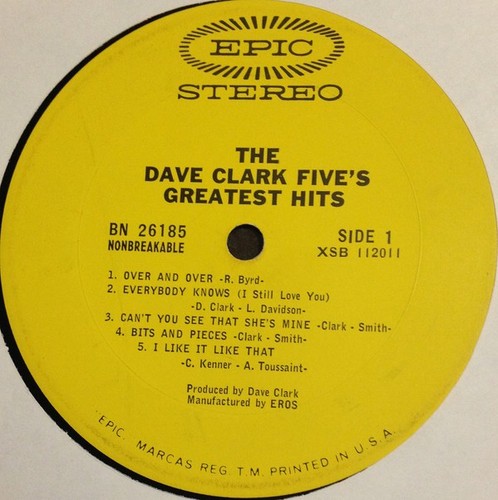 EPIC
STEREO
THE
DAVE CLARK FIVE'S
GREATEST HITS
BN 26185
NONBREAKABLE
SIDE 1
XSB 112011
1. OVER AND OVER -R. Byrd-
2. EVERYBODY KNOWS (I Still Love You)
-D. Clark - L. Davidson-
3. CAN'T YOU SEE THAT SHE'S MINE -Clark - Smith-
4. BITS AND PIECES -Clark - Smith-
5. I LIKE IT LIKE THAT
-C. Kenner - A. Toussaint-
Produced by Dave Clark
Manufactured by EROS
"EPIC," MARCAS REG. T.M. PRINTED IN U.S.A.